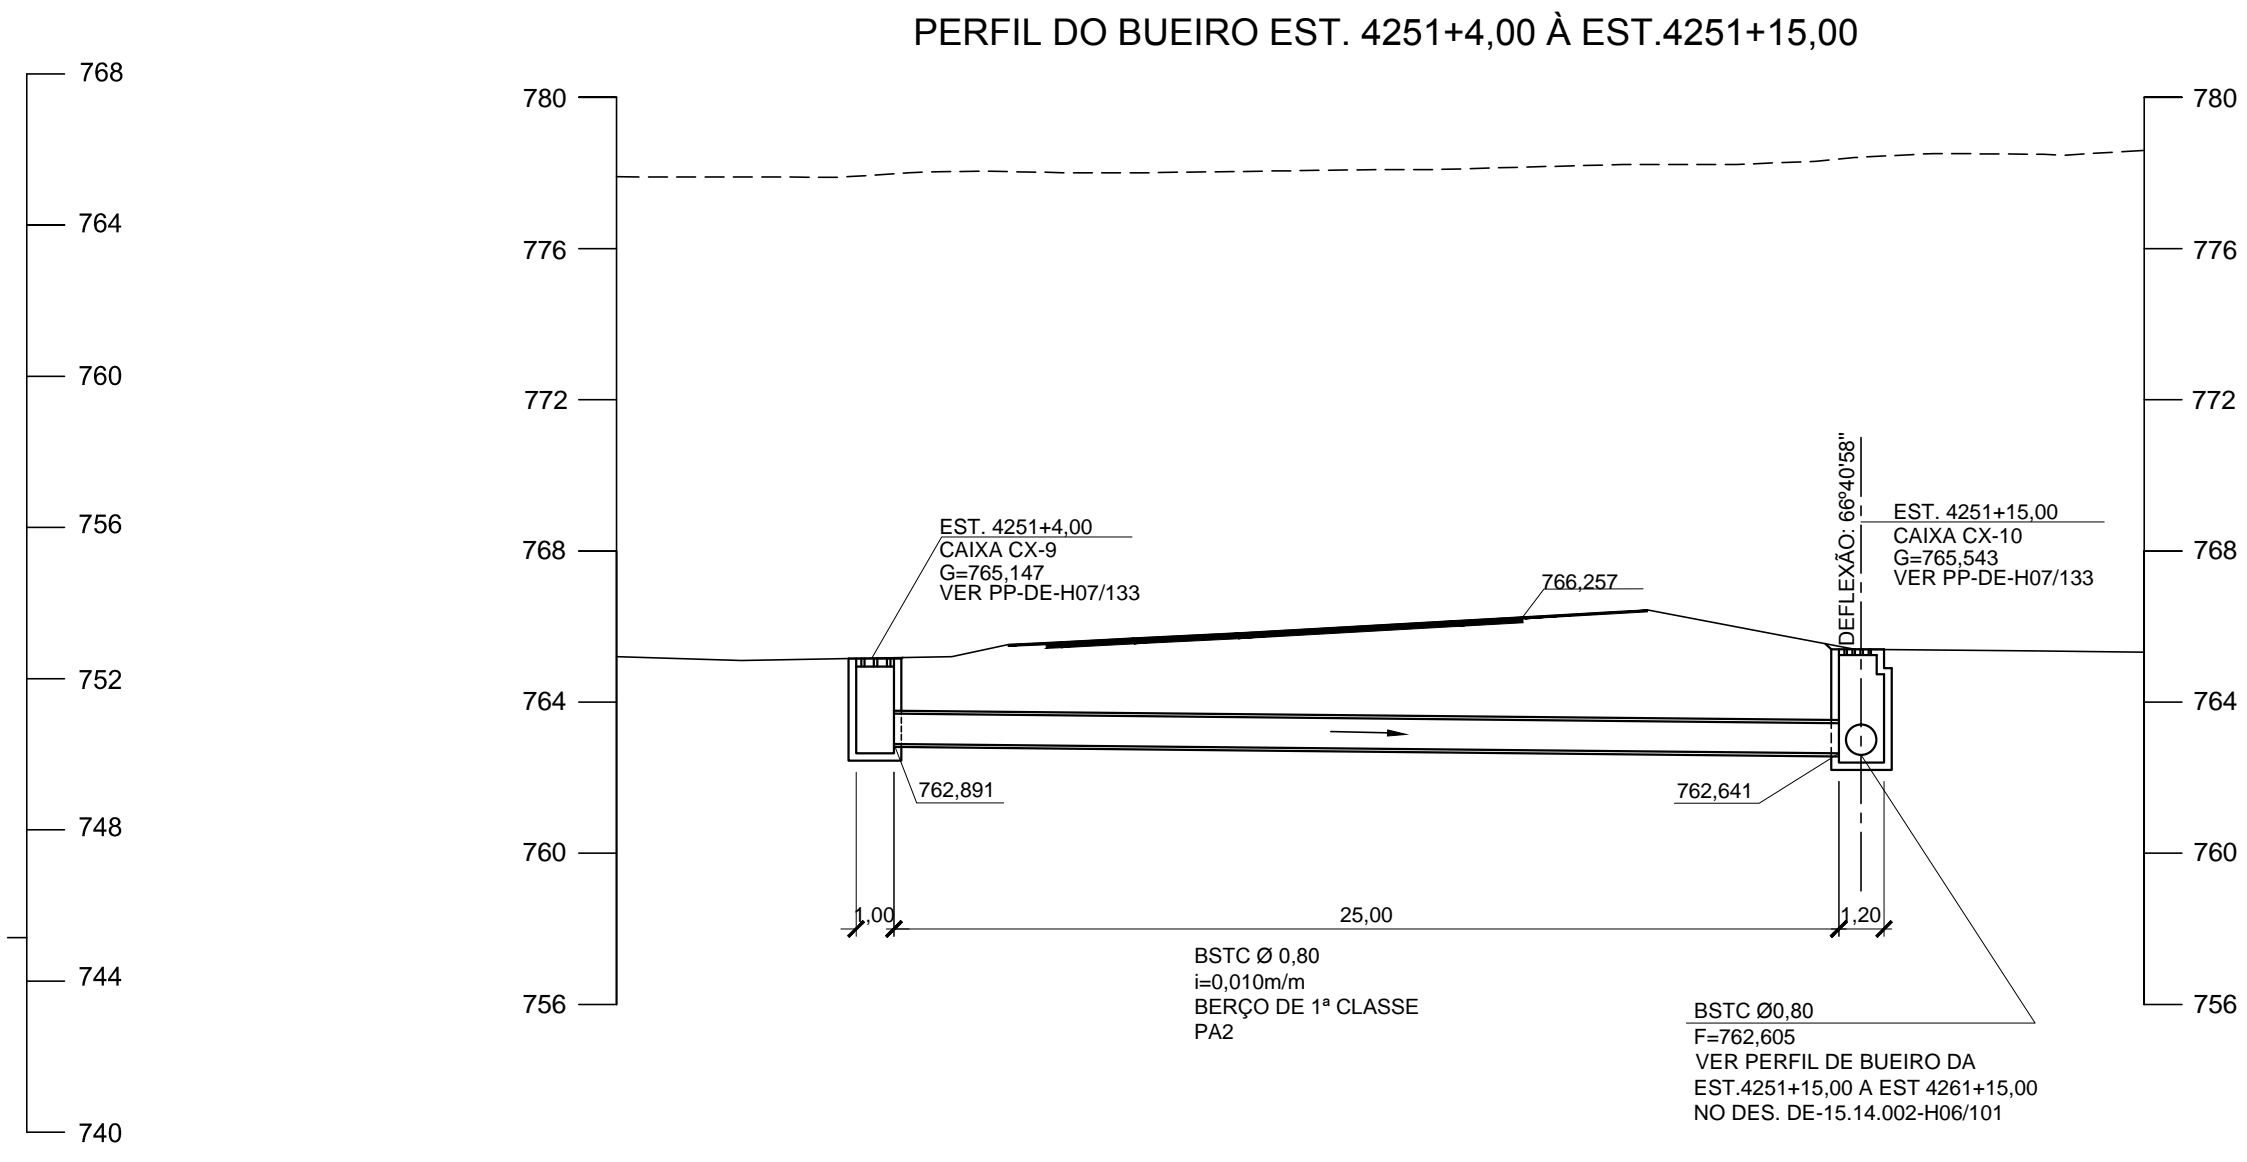 PERFIL DO BUEIRO EST. 4251+4,00 À EST.4251+15,00
768
764
760
756
752
748
744
740
780
776
772
768
764
760
756
780
776
772
768
764
760
756
EST. 4251+4,00
CAIXA CX-9
G=765,147
VER PP-DE-H07/133
766,257
DEFLEXÃO: 66º40'58"
EST. 4251+15,00
CAIXA CX-10
G=765,543
VER PP-DE-H07/133
762,891
762,641
1,00
25,00
1,20
BSTC Ø 0,80
i=0,010m/m
BERÇO DE 1ª CLASSE
PA2
BSTC Ø0,80
F=762,605
VER PERFIL DE BUEIRO DA
EST.4251+15,00 A EST 4261+15,00
NO DES. DE-15.14.002-H06/101